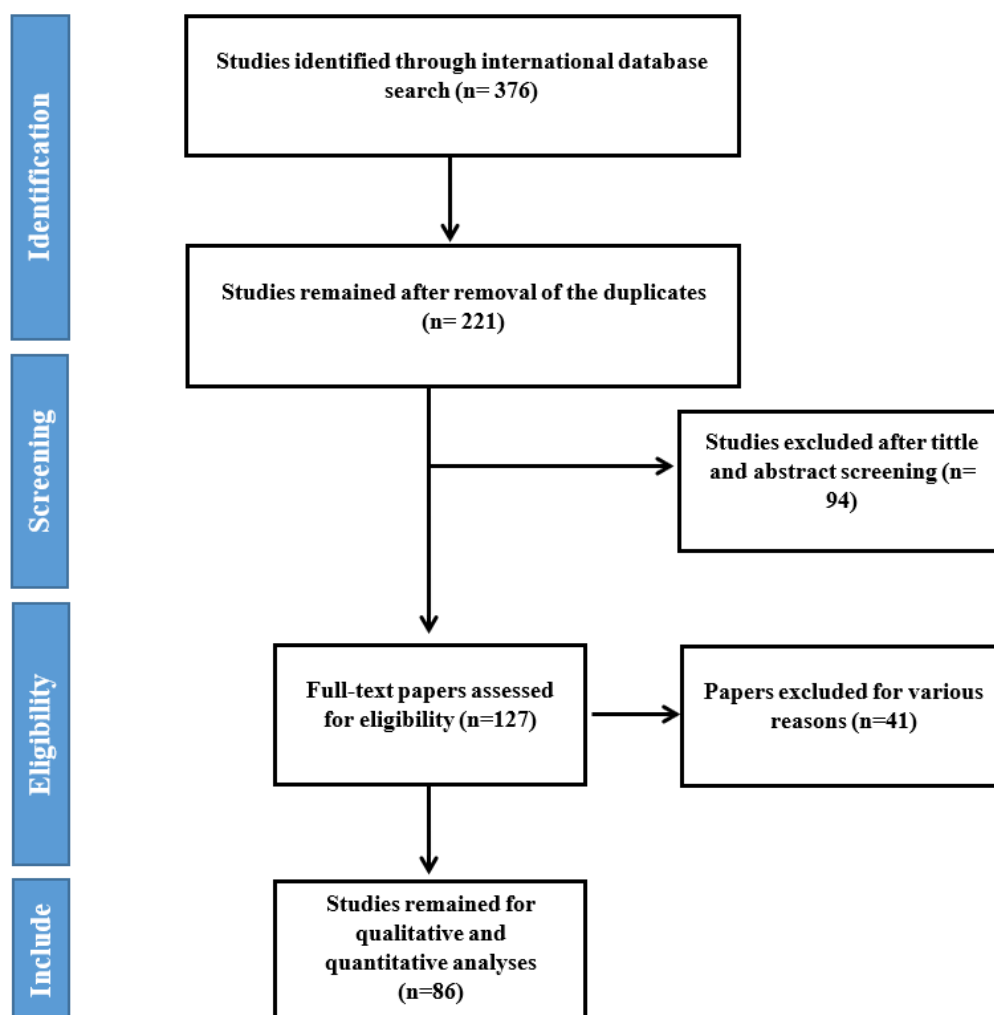 Identification
Studies identified through international database
search (n= 376)
Studies remained after removal of the duplicates
(n= 221)
Screening
Studies excluded after tittle
and abstract screening (n=
94)
Eligibility
Full-text papers assessed
for eligibility (n=127)
Papers excluded for various
reasons (n=41)
Include
Studies remained for
qualitative and
quantitative analyses
(n=86)